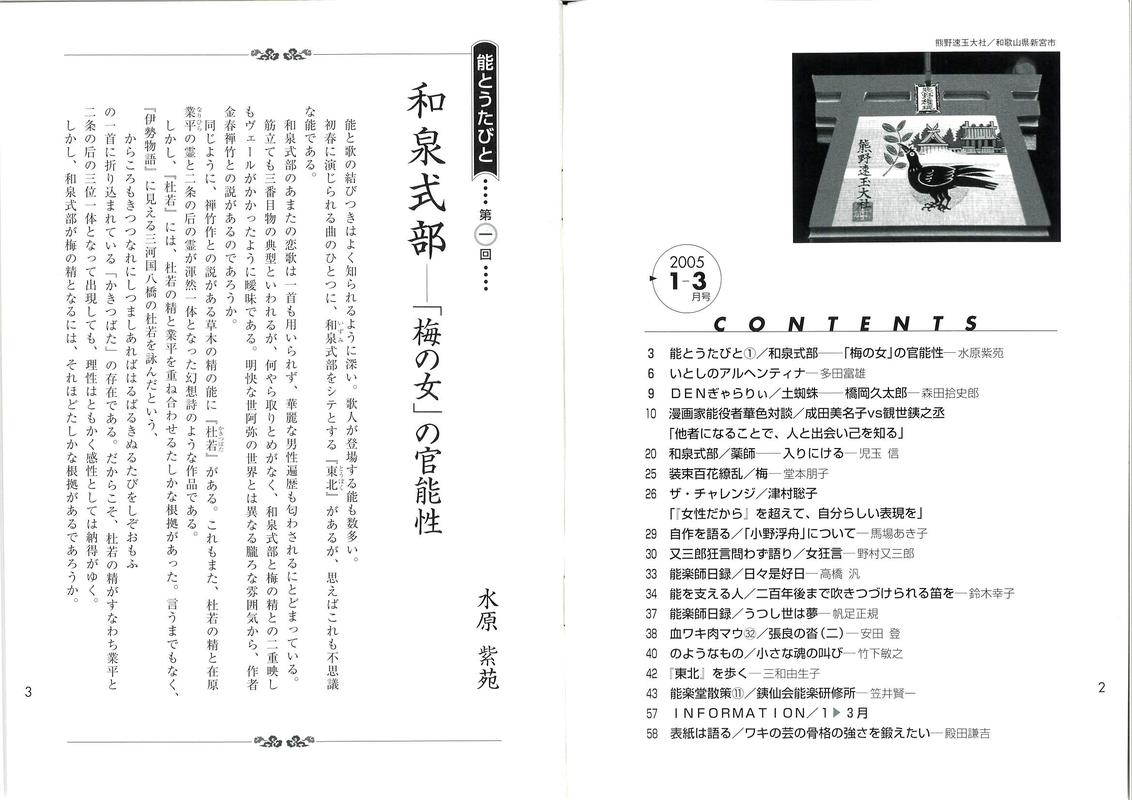 熊野速玉大社／和歌山県新宮市
熊野権現
熊野速玉大社
2005
1-3
月号
CONTENTS
3 能とうたびと①／和泉式部──「梅の女」の官能性─水原紫苑
6 いとしのアルヘンティナ─多田富雄
9 DENぎゃらりぃ／土蜘蛛──橋岡久太郎─森田拾史郎
10 漫画家能役者華色対談／成田美名子vs観世銕之丞
「他者になることで、人と出会い己を知る」
20 和泉式部／薬師──入りにける─児玉 信
25 装束百花繚乱／梅─堂本朋子
26 ザ・チャレンジ／津村聡子
「『女性だから』を超えて、自分らしい表現を」
29 自作を語る／「小野浮舟」について─馬場あき子
30 又三郎狂言問わず語り／女狂言─野村又三郎
33 能楽師日録／日々是好日─高橋 汎
34 能を支える人／二百年後まで吹きつづけられる笛を─鈴木幸子
37 能楽師日録／うつし世は夢─帆足正規
38 血ワキ肉マウ㉜／張良の沓（二）─安田 登
40 のようなもの／小さな魂の叫び─竹下敏之
42 『東北』を歩く─三和由生子
43 能楽堂散策⑪／銕仙会能楽研修所─笠井賢一
57 INFORMATION／1▶3月
58 表紙は語る／ワキの芸の骨格の強さを鍛えたい─殿田謙吉
2
能とうたびと
第一回
和泉式部──「梅の女」の官能性
水原 紫苑
能と歌の結びつきはよく知られるように深い。歌人が登場する能も数多い。
初春に演じられる曲のひとつに、和泉式部をシテとする『東北』があるが、思えばこれも不思議
な能である。
和泉式部のあまたの恋歌は一首も用いられず、華麗な男性遍歴も匂わされるにとどまっている。
筋立ても三番目物の典型といわれるが、何やら取りとめがなく、和泉式部と梅の精との二重映し
もヴェールがかかったように曖昧である。明快な世阿弥の世界とは異なる朧ろな雰囲気から、作者
金春禅竹との説があるのであろうか。
同じように、禅竹作との説がある草木の精の能に『杜若』がある。これもまた、杜若の精と在原
業平の霊と二条の后の霊が渾然一体となった幻想詩のような作品である。
しかし、『杜若』には、杜若の精と業平を重ね合わせるたしかな根拠があった。言うまでもなく、
『伊勢物語』に見える三河国八橋の杜若を詠んだという、
からころもきつつなれにしつましあればはるばるきぬるたびをしぞおもふ
の一首に折り込まれている「かきつばた」の存在である。だからこそ、杜若の精がすなわち業平と
二条の后の三位一体となって出現しても、理性はともかく感性としては納得がゆく。
しかし、和泉式部が梅の精となるには、それほどたしかな根拠があるであろうか。
3